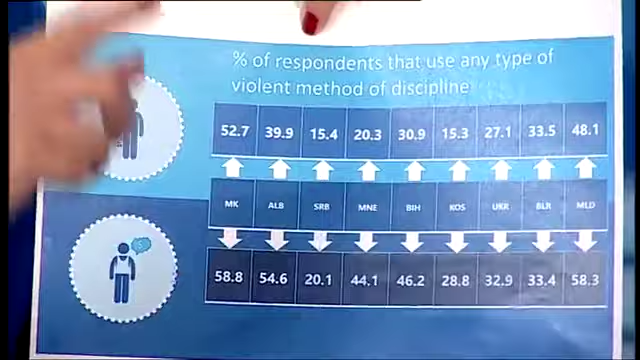 % of respondents that use any type of
violent method of discipline
52.7 39.9 15.4 20.3 30.9 15.3 27.1 33.5 48.1
MK ALB SRB MNE BIH KOS UKR BLR MLD
58.8 54.6 20.1 44.1 46.2 28.8 32.9 33.4 58.3